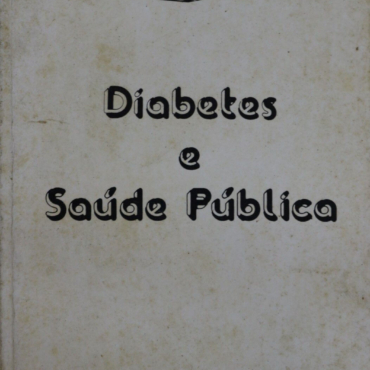 Diabetes
e
Saúde Pública